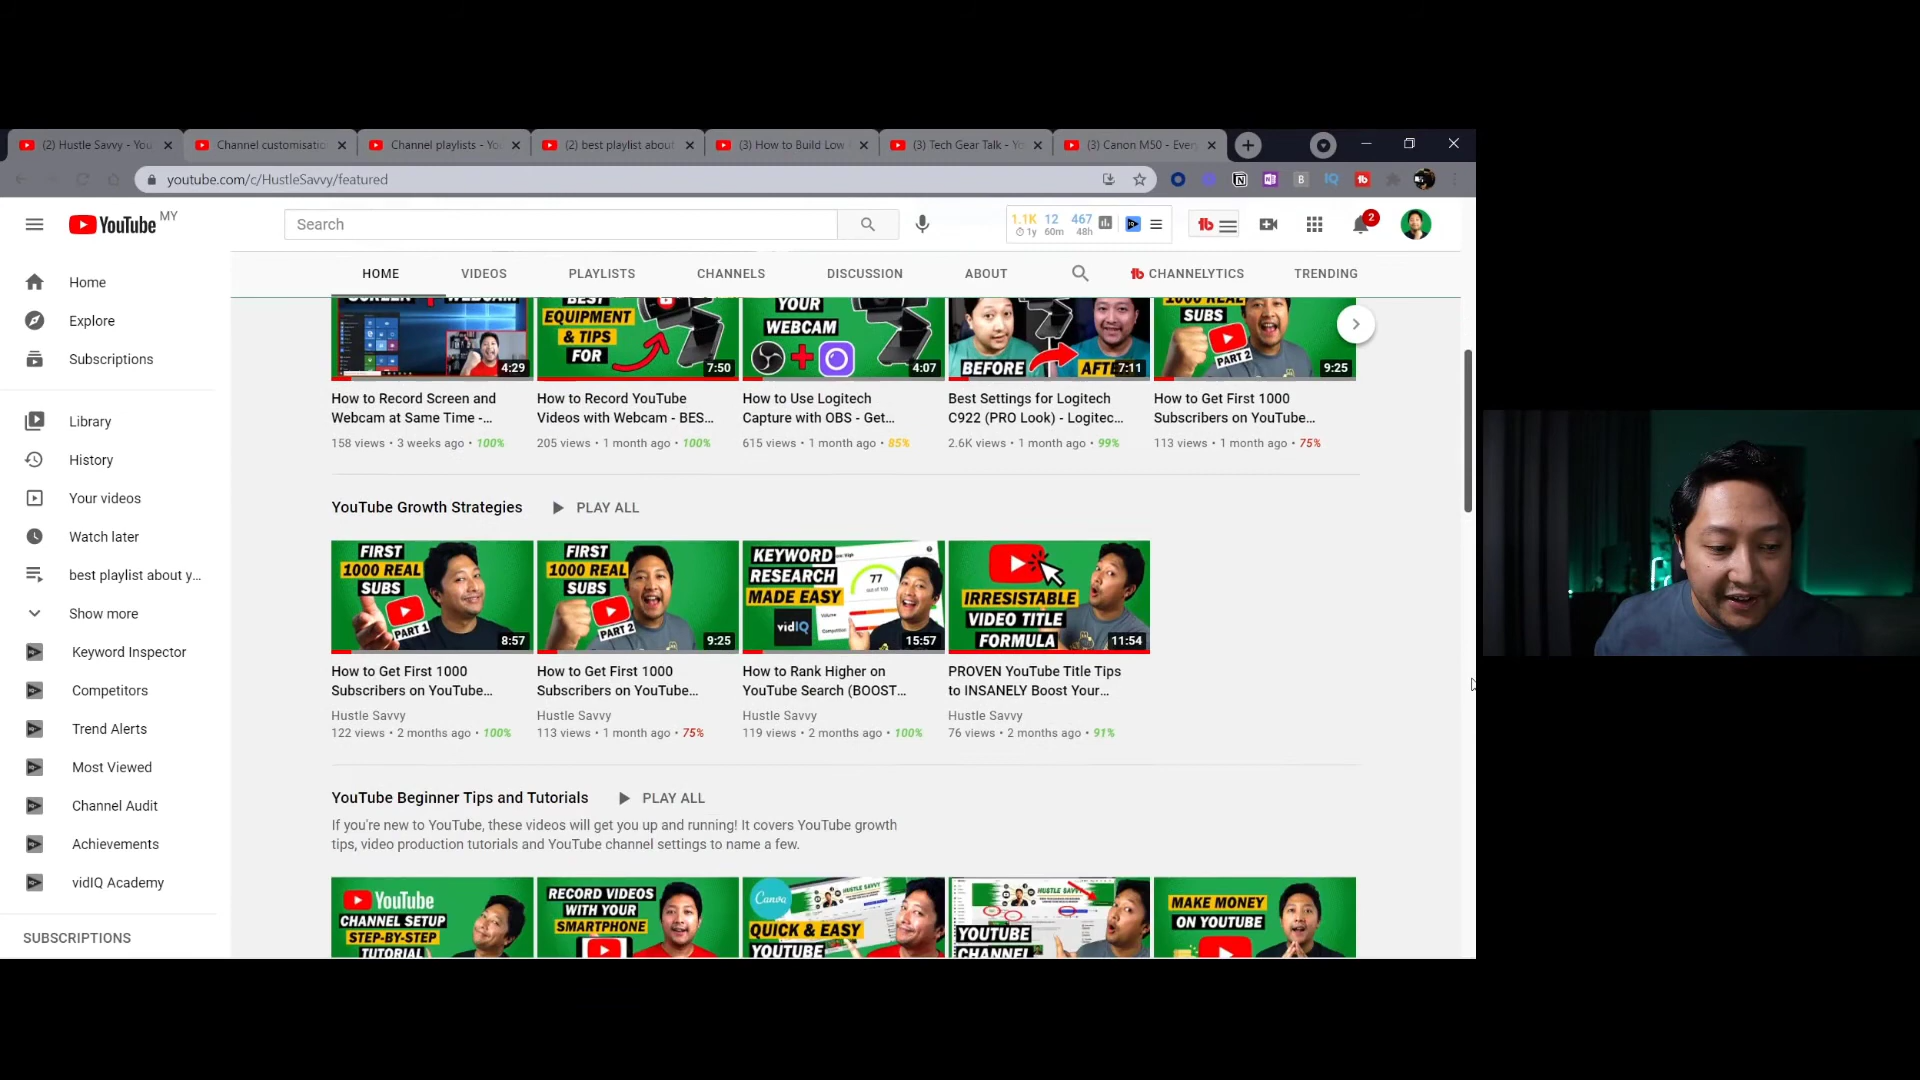 (2) Hustle Savvy - You
Channel customisatio
Channel playlists - Yo
(2) best playlist about
(3) How to Build Low
(3) Tech Gear Talk - Yo
(3) Canon M50 - Ever
youtube.com/c/HustleSavvy/featured
YouTube MY
Search
1.1K 12 467
1y 60m 48h
2
HOME VIDEOS PLAYLISTS CHANNELS DISCUSSION ABOUT CHANNELYTICS TRENDING
Home
Explore
Subscriptions
Library
History
Your videos
Watch later
best playlist about y...
Show more
Keyword Inspector
Competitors
Trend Alerts
Most Viewed
Channel Audit
Achievements
vidIQ Academy
SUBSCRIPTIONS
4:29
BEST
EQUIPMENT
& TIPS
FOR
7:50
YOUR
WEBCAM
4:07
BEFORE
AFTE
7:11
1000 REAL
SUBS
PART 2
9:25
How to Record Screen and
Webcam at Same Time -...
158 views • 3 weeks ago • 100%
How to Record YouTube
Videos with Webcam - BES...
205 views • 1 month ago • 100%
How to Use Logitech
Capture with OBS - Get...
615 views • 1 month ago • 85%
Best Settings for Logitech
C922 (PRO Look) - Logitec...
2.6K views • 1 month ago • 99%
How to Get First 1000
Subscribers on YouTube...
113 views • 1 month ago • 75%
YouTube Growth Strategies
PLAY ALL
FIRST
1000 REAL
SUBS
PART 1
8:57
FIRST
1000 REAL
SUBS
PART 2
9:25
KEYWORD
RESEARCH
MADE EASY
vidIQ
77
15:57
IRRESISTABLE
VIDEO TITLE
FORMULA
11:54
How to Get First 1000
Subscribers on YouTube...
Hustle Savvy
122 views • 2 months ago • 100%
How to Get First 1000
Subscribers on YouTube...
Hustle Savvy
113 views • 1 month ago • 75%
How to Rank Higher on
YouTube Search (BOOST...
Hustle Savvy
119 views • 2 months ago • 100%
PROVEN YouTube Title Tips
to INSANELY Boost Your...
Hustle Savvy
76 views • 2 months ago • 91%
YouTube Beginner Tips and Tutorials
PLAY ALL
If you're new to YouTube, these videos will get you up and running! It covers YouTube growth
tips, video production tutorials and YouTube channel settings to name a few.
YouTube
CHANNEL SETUP
STEP-BY-STEP
TUTORIAL
RECORD VIDEOS
WITH YOUR
SMARTPHONE
Canva
HUSTLE SAVVY
QUICK & EASY
YOUTUBE
HUSTLE SAVVY
YOUTUBE
CHANNEL
MAKE MONEY
ON YOUTUBE